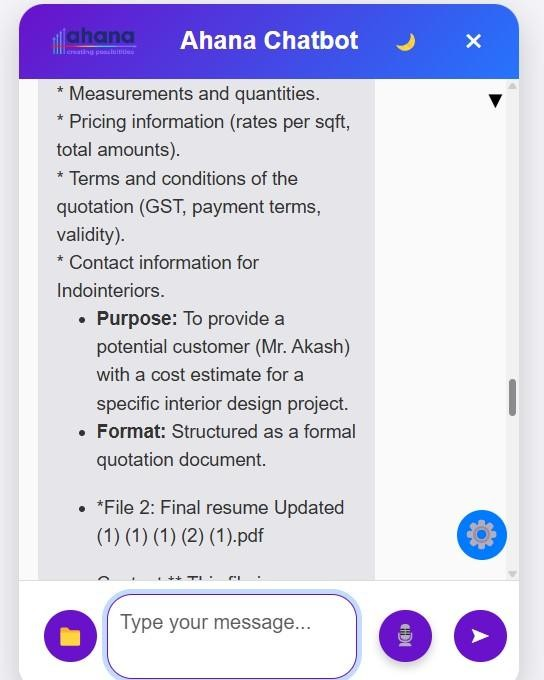 ahana
creating possibilities
Ahana Chatbot
* Measurements and quantities.
* Pricing information (rates per sqft,
total amounts).
* Terms and conditions of the
quotation (GST, payment terms,
validity).
* Contact information for
Indointeriors.
• Purpose: To provide a
potential customer (Mr. Akash)
with a cost estimate for a
specific interior design project.
• Format: Structured as a formal
quotation document.
• *File 2: Final resume Updated
(1) (1) (1) (2) (1).pdf
Type your message...